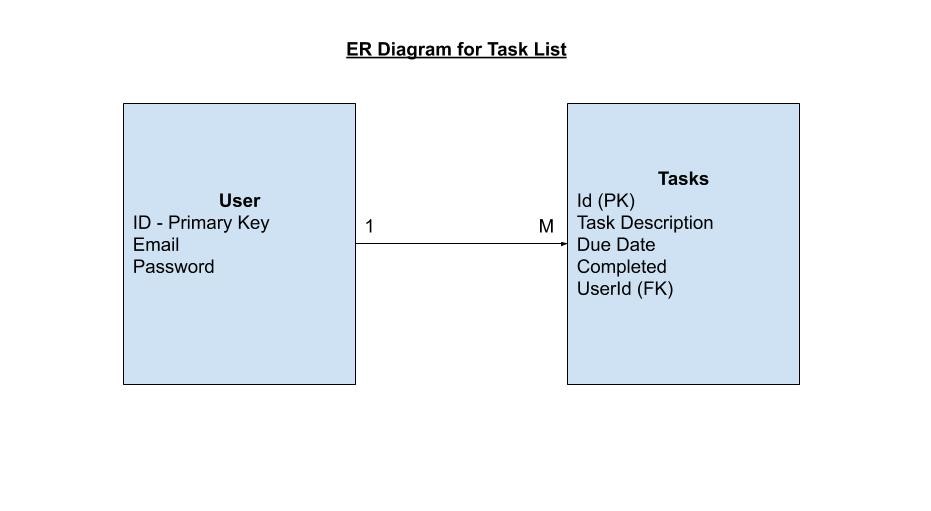 ER Diagram for Task List
User
ID - Primary Key
Email
Password
1
M
Tasks
Id (PK)
Task Description
Due Date
Completed
UserId (FK)